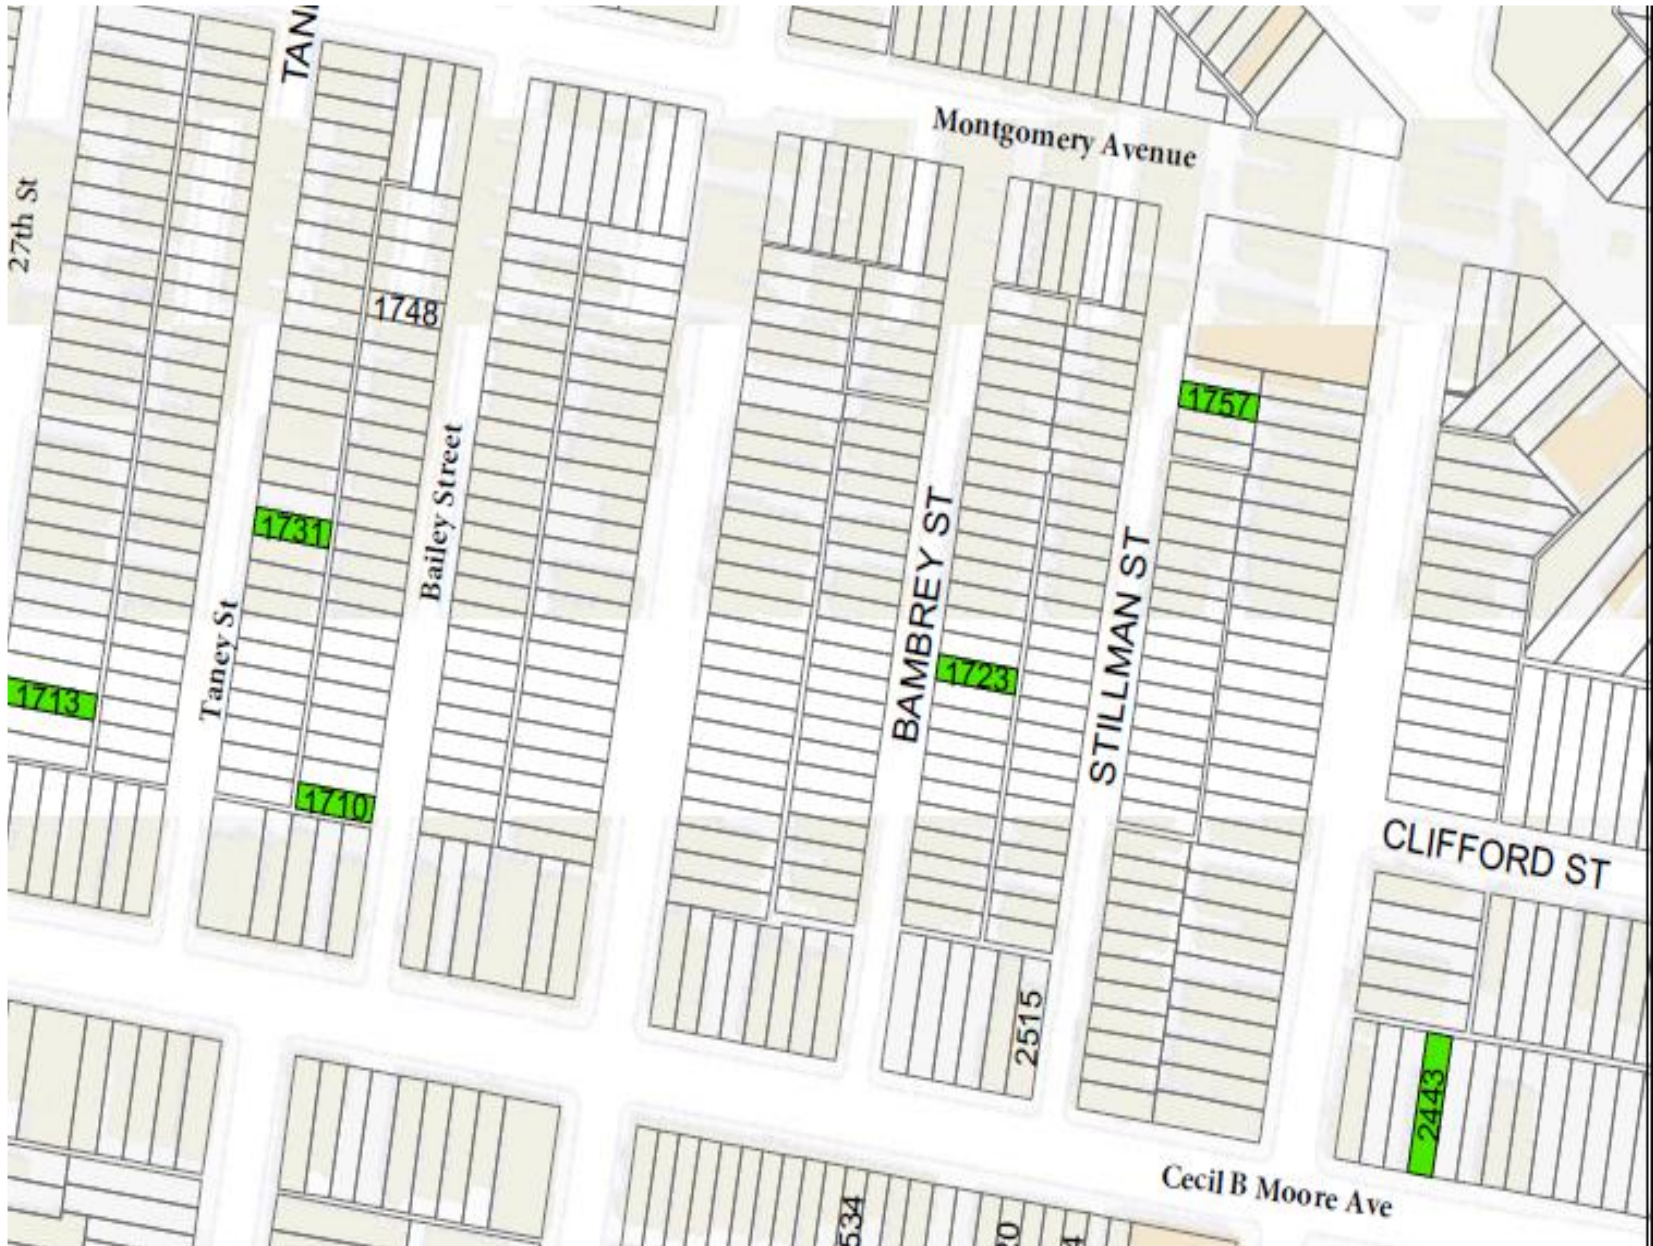 TAN
Montgomery Avenue
27th St
1748
1757
Bailey Street
BAMBREY ST
1731
STILLMAN ST
Taney St
1723
1713
1710
CLIFFORD ST
2515
2443
Cecil B Moore Ave
534